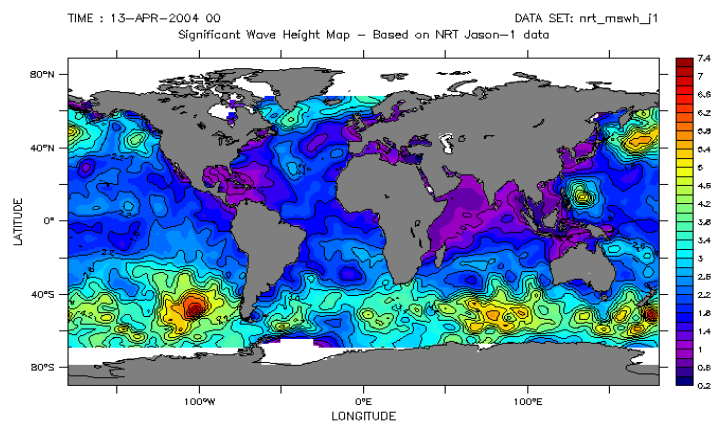 TIME : 13-APR-2004 00
DATA SET: nrt_mswh_j1
Significant Wave Height Map - Based on NRT Jason-1 data
7.4
7
6.6
6.2
5.8
5.4
5
4.6
4.2
3.8
3.4
3
2.6
2.2
1.8
1.4
1
0.6
0.2
80°N
40°N
0°
40°S
80°S
LATITUDE
100°W
0°E
100°E
LONGITUDE